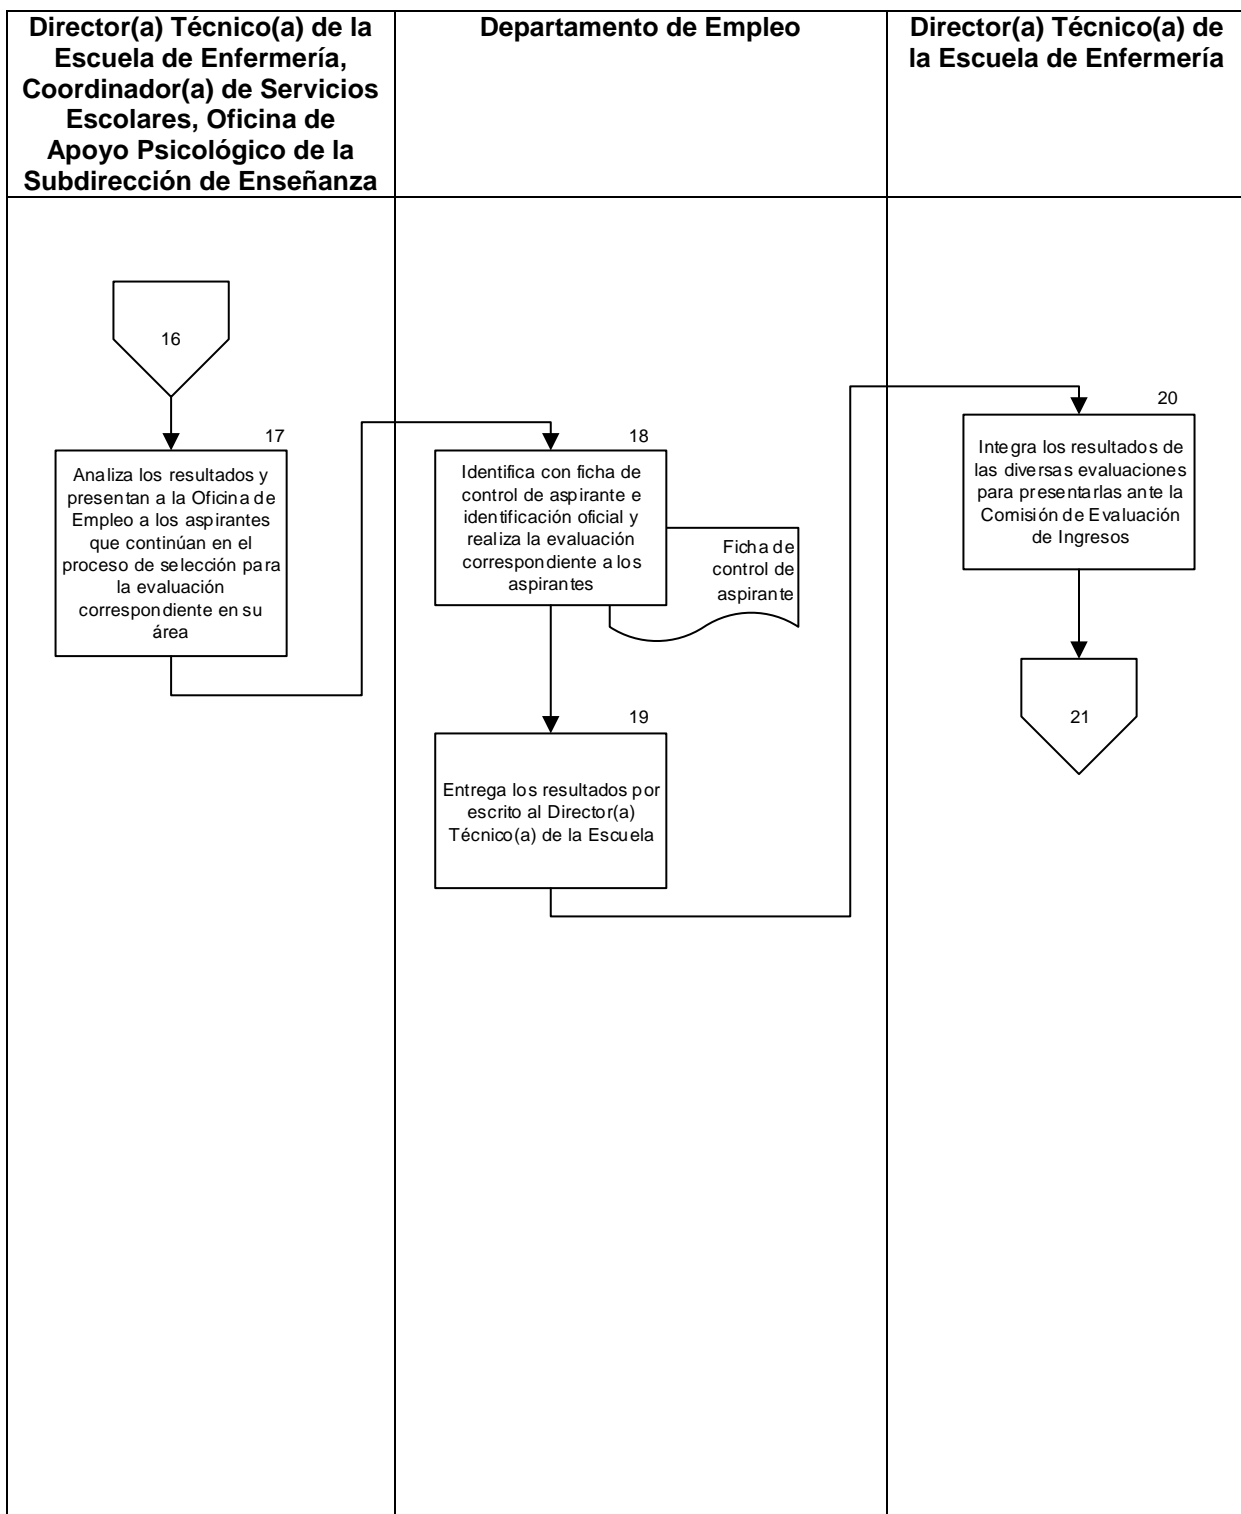 Director(a) Técnico(a) de la
Escuela de Enfermería,
Coordinador(a) de Servicios
Escolares, Oficina de
Apoyo Psicológico de la
Subdirección de Enseñanza
Departamento de Empleo
Director(a) Técnico(a) de
la Escuela de Enfermería
16
17
Analiza los resultados y
presentan a la Oficina de
Empleo a los aspirantes
que continúan en el
proceso de selección para
la evaluación
correspondiente en su
área
18
Identifica con ficha de
control de aspirante e
identificación oficial y
realiza la evaluación
correspondiente a los
aspirantes
Ficha de
control de
aspirante
19
Entrega los resultados por
escrito al Director(a)
Técnico(a) de la Escuela
20
Integra los resultados de
las diversas evaluaciones
para presentarlas ante la
Comisión de Evaluación
de Ingresos
21